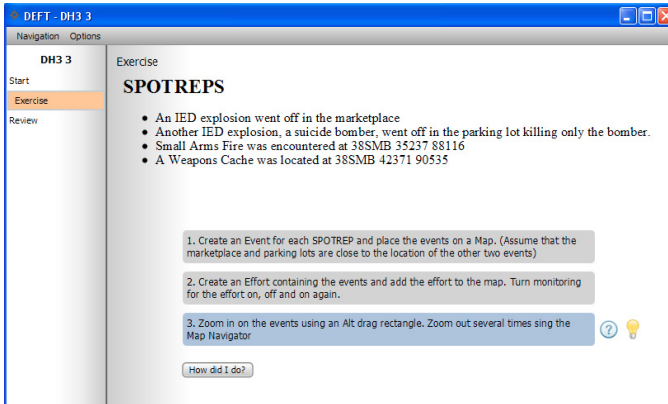 DEFT - DH3 3
Navigation Options
DH3 3
Start
Exercise
Review
Exercise
SPOTREPS
• An IED explosion went off in the marketplace
• Another IED explosion, a suicide bomber, went off in the parking lot killing only the bomber.
• Small Arms Fire was encountered at 38SMB 35237 88116
• A Weapons Cache was located at 38SMB 42371 90535
1. Create an Event for each SPOTREP and place the events on a Map. (Assume that the
marketplace and parking lots are close to the location of the other two events)
2. Create an Effort containing the events and add the effort to the map. Turn monitoring
for the effort on, off and on again.
3. Zoom in on the events using an Alt drag rectangle. Zoom out several times sing the
Map Navigator
?
How did I do?